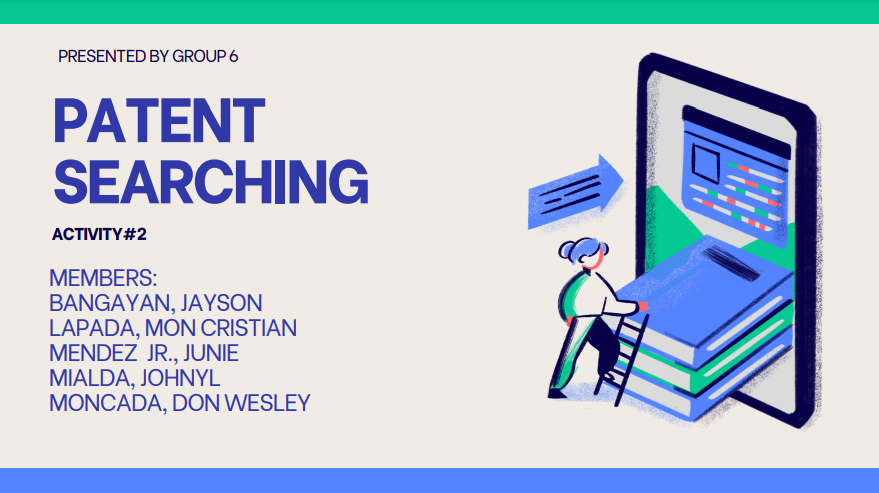 PRESENTED BY GROUP 6
PATENT
SEARCHING
ACTIVITY#2
MEMBERS:
BANGAYAN, JAYSON
LAPADA, MON CRISTIAN
MENDEZ  JR., JUNIE
MIALDA, JOHNYL
MONCADA, DON WESLEY